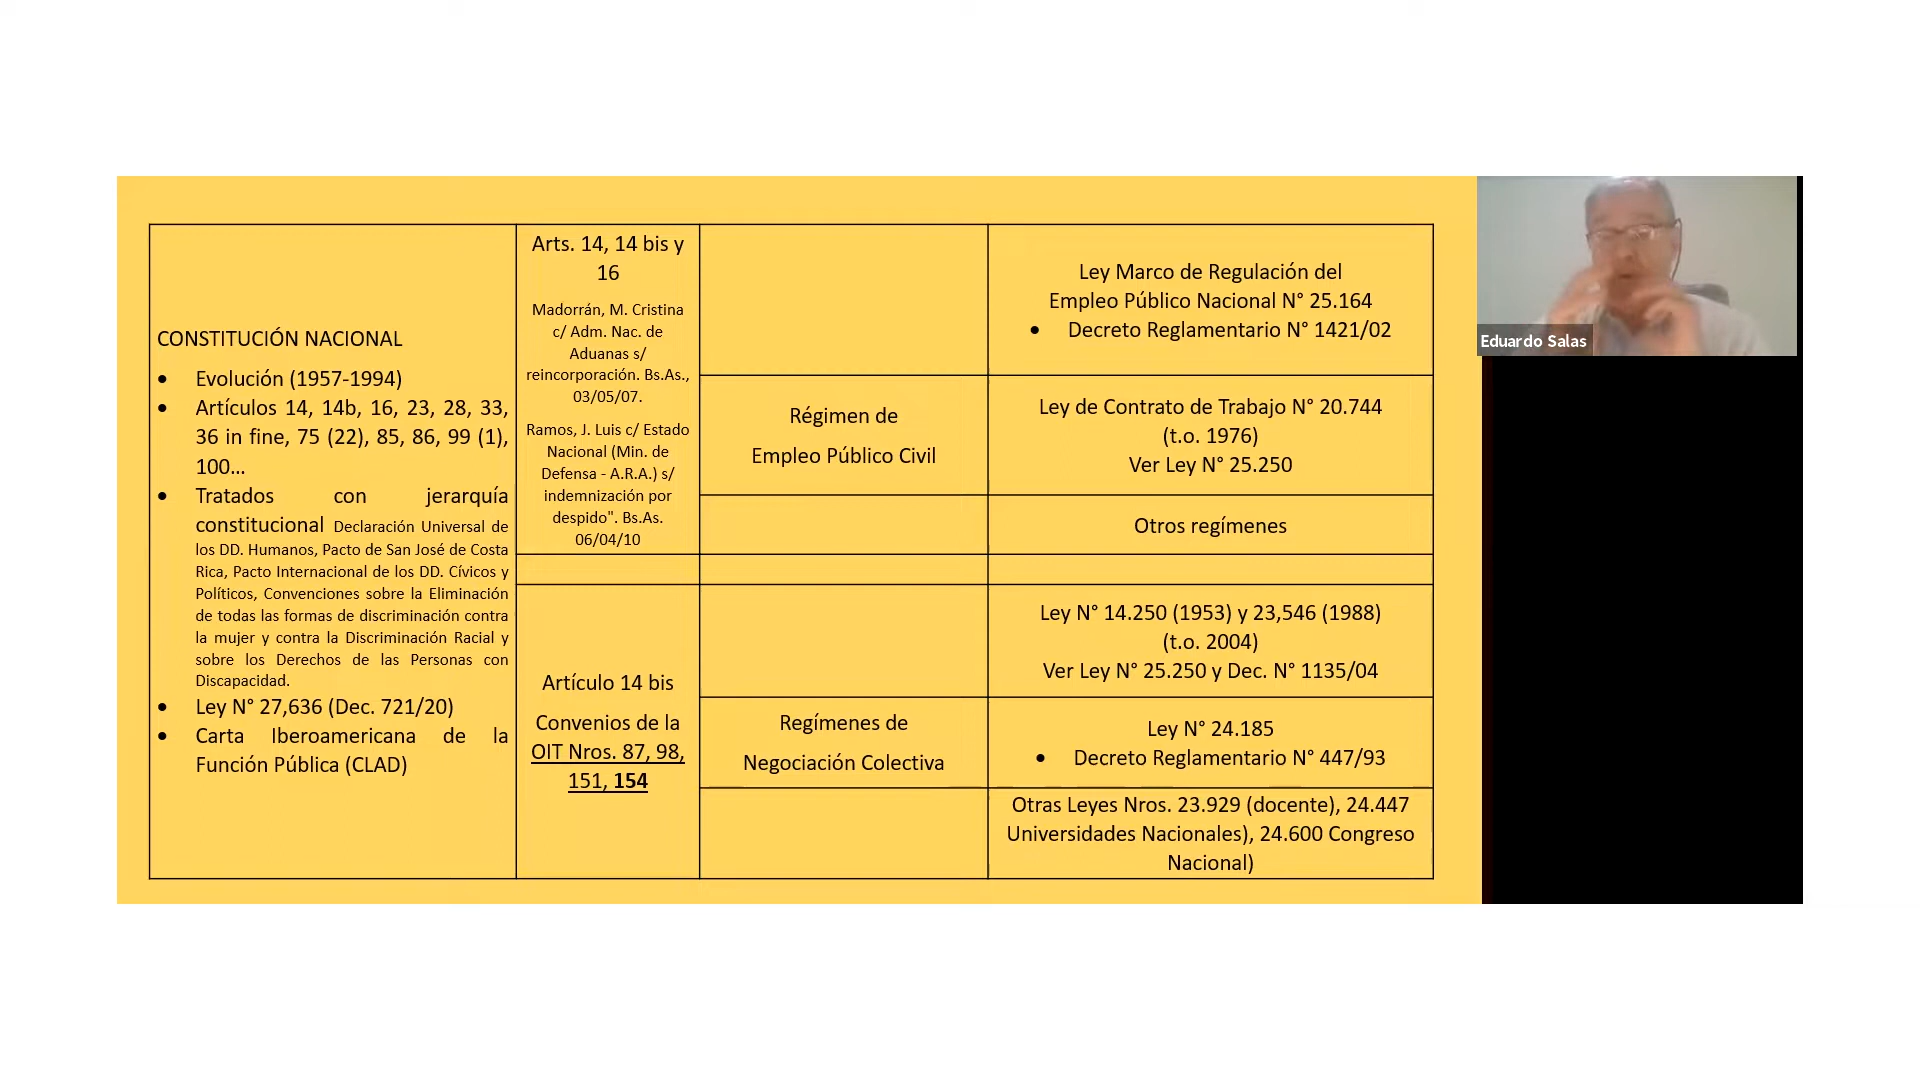 CONSTITUCIÓN NACIONAL
• Evolución (1957-1994)
• Artículos 14, 14b, 16, 23, 28, 33,
36 in fine, 75 (22), 85, 86, 99 (1),
100...
• Tratados con jerarquía
constitucional Declaración Universal de
los DD. Humanos, Pacto de San José de Costa
Rica, Pacto Internacional de los DD. Cívicos y
Políticos, Convenciones sobre la Eliminación
de todas las formas de discriminación contra
la mujer y contra la Discriminación Racial y
sobre los Derechos de las Personas con
Discapacidad.
• Ley N° 27,636 (Dec. 721/20)
• Carta Iberoamericana de la
Función Pública (CLAD)
Arts. 14, 14 bis y
16
Madorrán, M. Cristina
c/ Adm. Nac. de
Aduanas s/
reincorporación. Bs.As.,
03/05/07.
Ramos, J. Luis c/ Estado
Nacional (Min. de
Defensa - A.R.A.) s/
indemnización por
despido". Bs.As.
06/04/10
Régimen de
Empleo Público Civil
Ley Marco de Regulación del
Empleo Público Nacional N° 25.164
• Decreto Reglamentario N° 1421/02
Ley de Contrato de Trabajo N° 20.744
(t.o. 1976)
Ver Ley N° 25.250
Otros regímenes
Artículo 14 bis
Convenios de la
OIT Nros. 87, 98,
151, 154
Regímenes de
Negociación Colectiva
Ley N° 14.250 (1953) y 23,546 (1988)
(t.o. 2004)
Ver Ley N° 25.250 y Dec. N° 1135/04
Ley N° 24.185
• Decreto Reglamentario N° 447/93
Otras Leyes Nros. 23.929 (docente), 24.447
Universidades Nacionales), 24.600 Congreso
Nacional)
Eduardo Salas